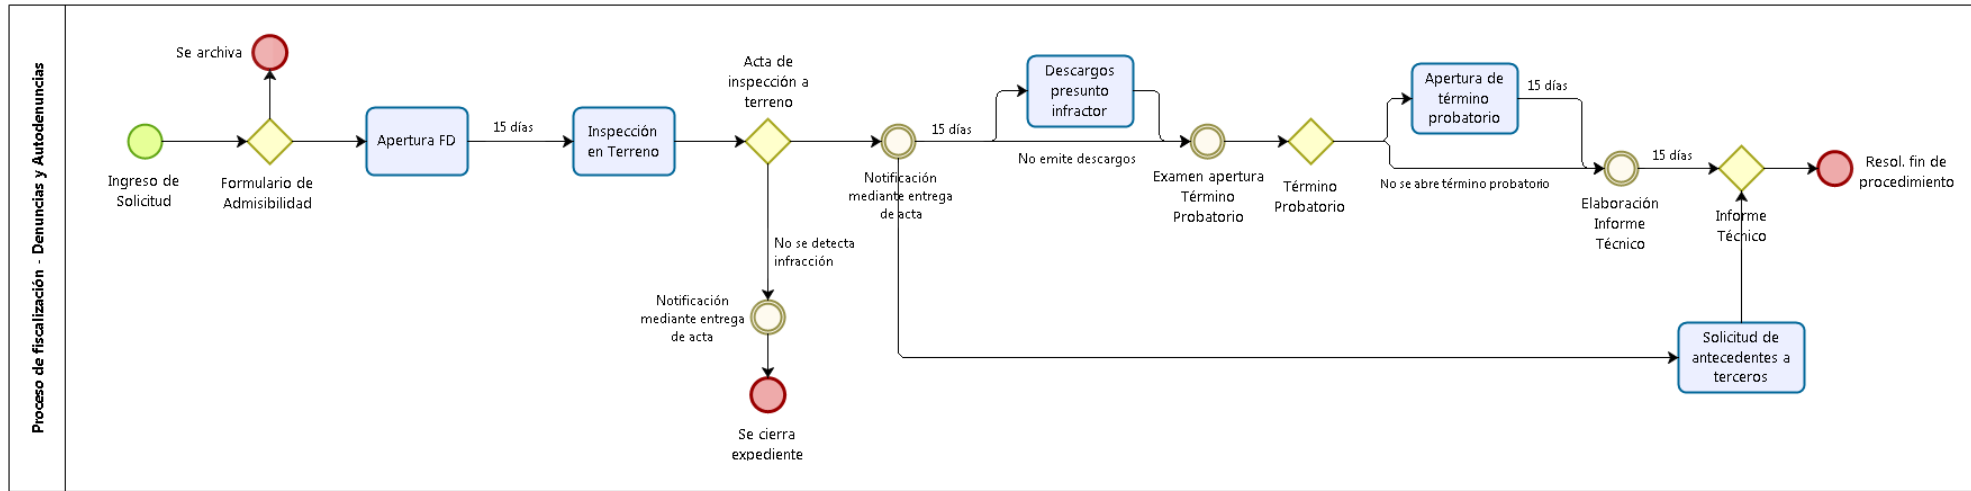 Proceso de fiscalización - Denuncias y Autodenuncias
Se archiva
Ingreso de
Solicitud
Formulario de
Admisibilidad
Apertura FD
15 días
Inspección
en Terreno
Acta de
inspección a
terreno
No se detecta
infracción
Notificación
mediante entrega
de acta
Se cierra
expediente
Notificación
mediante entrega
de acta
15 días
Descargos
presunto
infractor
No emite descargos
Examen apertura
Término
Probatorio
Término
Probatorio
Apertura de
término
probatorio
15 días
No se abre término probatorio
Elaboración
Informe
Técnico
15 días
Informe
Técnico
Solicitud de
antecedentes a
terceros
Resol. fin de
procedimiento